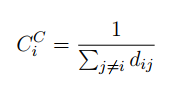 $C_i^C = \frac{1}{\sum_{j \neq i} d_{ij}}$